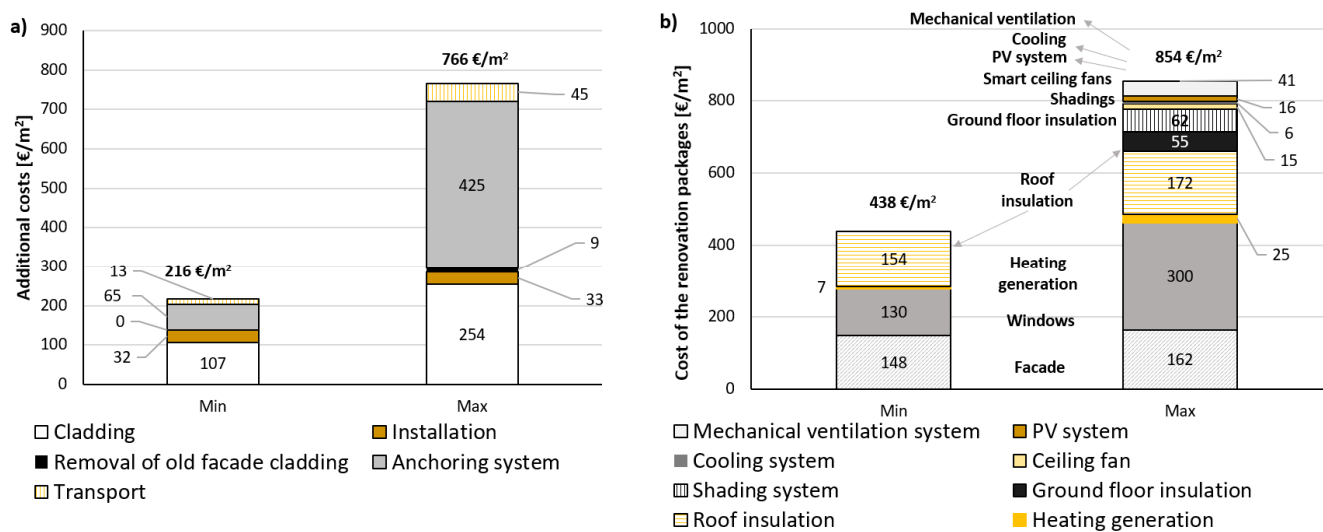 a)
Additional costs [€/m²]
900
800
700
600
500
400
300
200
100
0
766 €/m²
45
425
9
33
254
216 €/m²
13
65
0
32
107
Min
Max
Cladding
Installation
Removal of old facade cladding
Anchoring system
Transport
b)
Cost of the renovation packages [€/m²]
1000
800
600
400
200
0
Mechanical ventilation
Cooling
PV system
Smart ceiling fans
Shadings
Ground floor insulation
Roof
insulation
Heating
generation
Windows
Facade
854 €/m²
41
16
6
15
62
55
172
25
300
162
438 €/m²
154
7
130
148
Min
Max
Mechanical ventilation system
PV system
Cooling system
Ceiling fan
Shading system
Ground floor insulation
Roof insulation
Heating generation